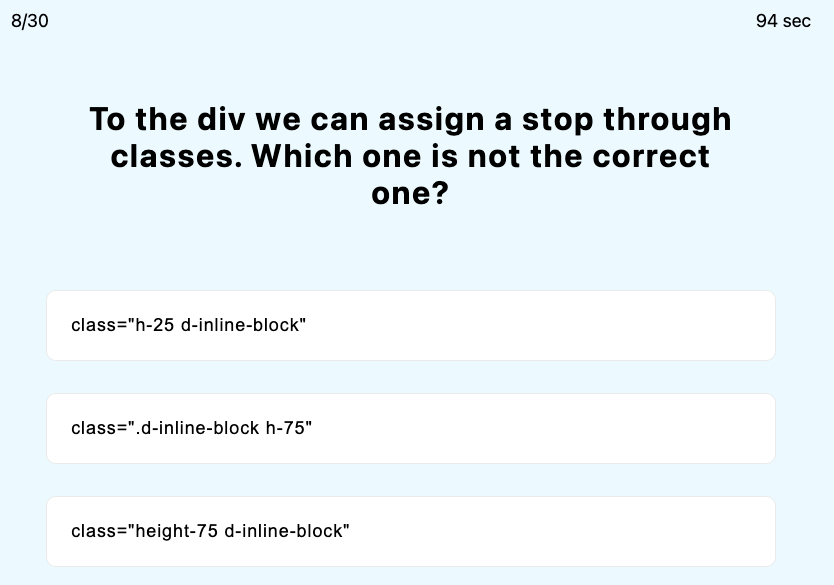 8/30
94 sec
To the div we can assign a stop through
classes. Which one is not the correct
one?
class="h-25 d-inline-block"
class=".d-inline-block h-75"
class="height-75 d-inline-block"